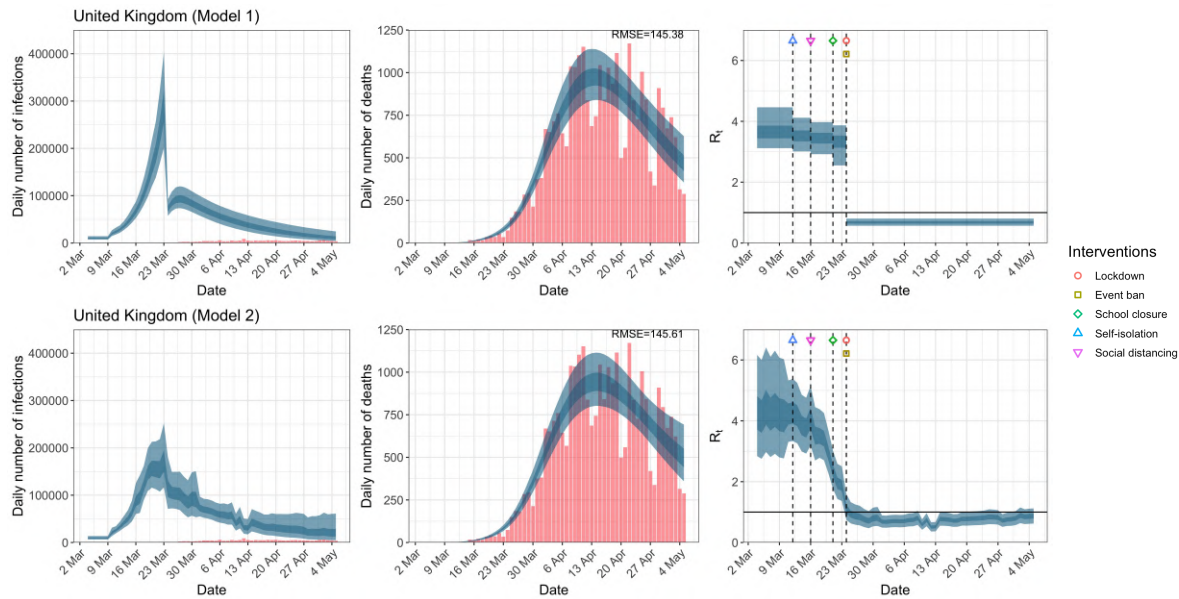 United Kingdom (Model 1)
Daily number of infections
400000
300000
200000
100000
0
2 Mar
9 Mar
16 Mar
23 Mar
30 Mar
6 Apr
13 Apr
20 Apr
27 Apr
4 May
Date
Daily number of deaths
1250
1000
750
500
250
0
RMSE=145.38
2 Mar
9 Mar
16 Mar
23 Mar
30 Mar
6 Apr
13 Apr
20 Apr
27 Apr
4 May
Date
Rt
6
4
2
0
2 Mar
9 Mar
16 Mar
23 Mar
30 Mar
6 Apr
13 Apr
20 Apr
27 Apr
4 May
Date
United Kingdom (Model 2)
Daily number of infections
400000
300000
200000
100000
0
2 Mar
9 Mar
16 Mar
23 Mar
30 Mar
6 Apr
13 Apr
20 Apr
27 Apr
4 May
Date
Daily number of deaths
1250
1000
750
500
250
0
RMSE=145.61
2 Mar
9 Mar
16 Mar
23 Mar
30 Mar
6 Apr
13 Apr
20 Apr
27 Apr
4 May
Date
Rt
6
4
2
0
2 Mar
9 Mar
16 Mar
23 Mar
30 Mar
6 Apr
13 Apr
20 Apr
27 Apr
4 May
Date
Interventions
Lockdown
Event ban
School closure
Self-isolation
Social distancing